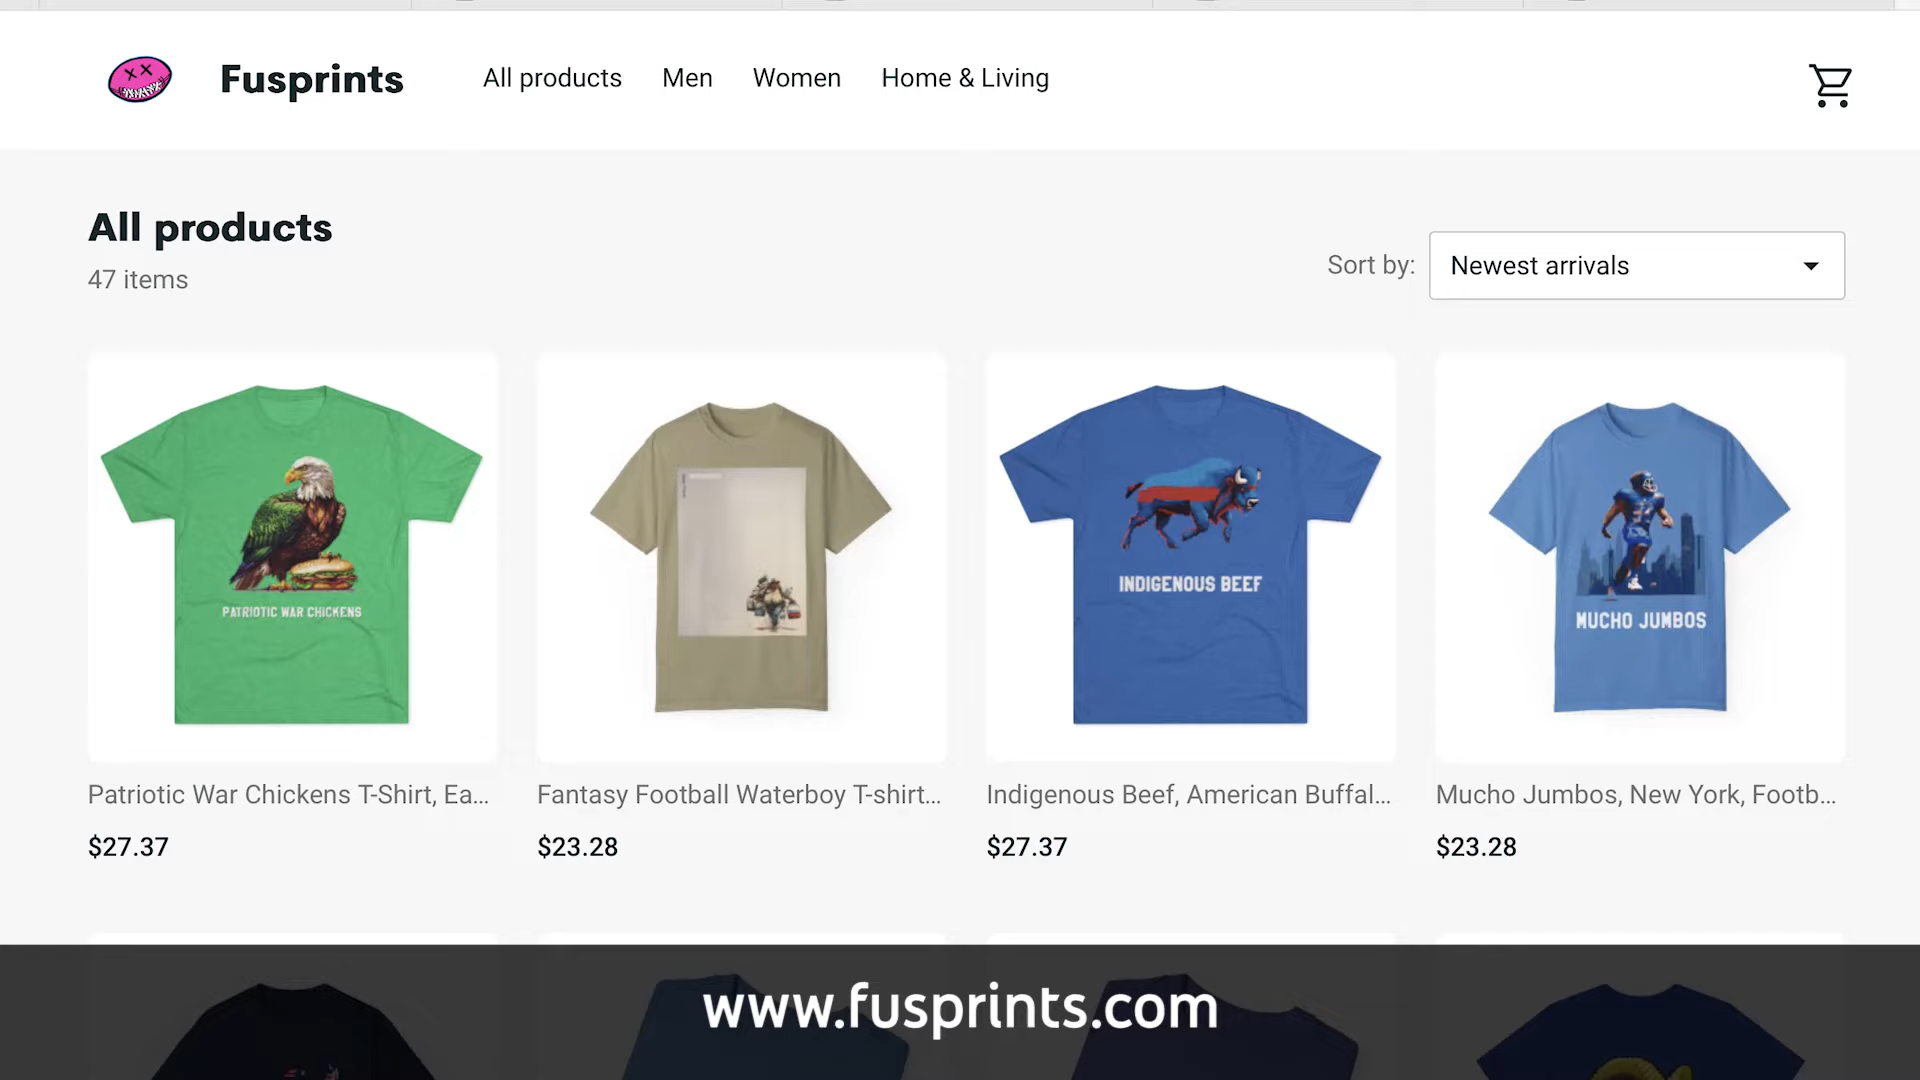 Fusprints
All products
Men
Women
Home & Living
All products
47 items
Sort by:
Newest arrivals
PATRIOTIC WAR CHICKENS
INDIGENOUS BEEF
MUCHO JUMBOS
Patriotic War Chickens T-Shirt, Ea...
Fantasy Football Waterboy T-shirt...
Indigenous Beef, American Buffal...
Mucho Jumbos, New York, Footb...
$27.37
$23.28
$27.37
$23.28
www.fusprints.com